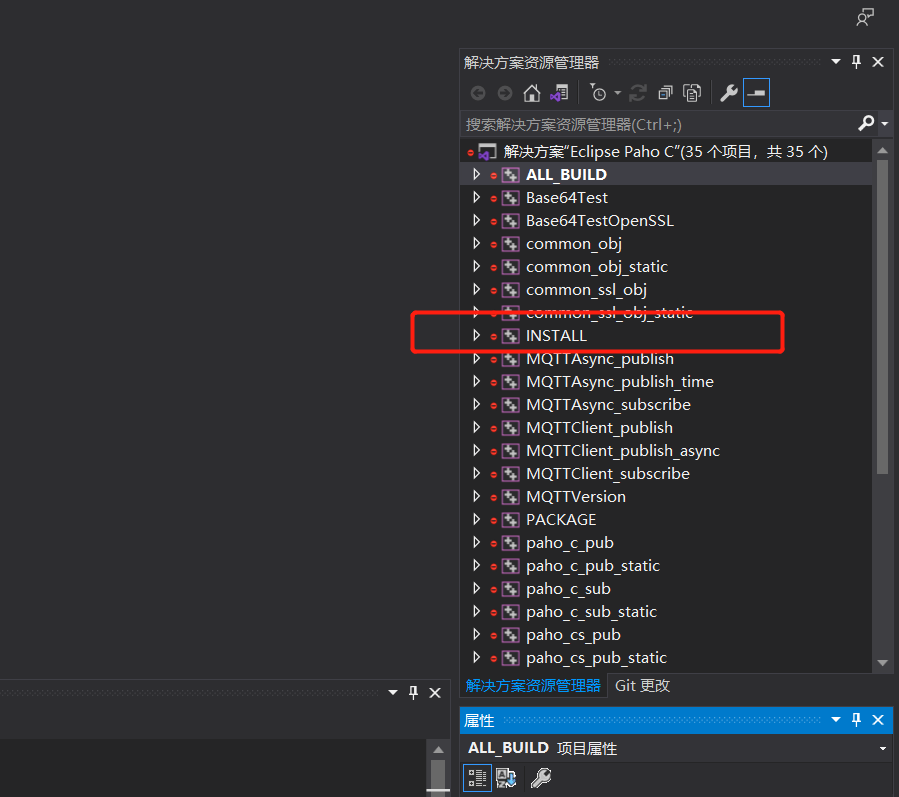 解决方案资源管理器
搜索解决方案资源管理器(Ctrl+;)
解决方案“Eclipse Paho C”(35 个项目，共 35 个)
ALL_BUILD
Base64Test
Base64TestOpenSSL
common_obj
common_obj_static
common_ssl_obj
common_ssl_obj_static
INSTALL
MQTTAsync_publish
MQTTAsync_publish_time
MQTTAsync_subscribe
MQTTClient_publish
MQTTClient_publish_async
MQTTClient_subscribe
MQTTVersion
PACKAGE
paho_c_pub
paho_c_pub_static
paho_c_sub
paho_c_sub_static
paho_cs_pub
paho_cs_pub_static
解决方案资源管理器 Git 更改
属性
ALL_BUILD 项目属性